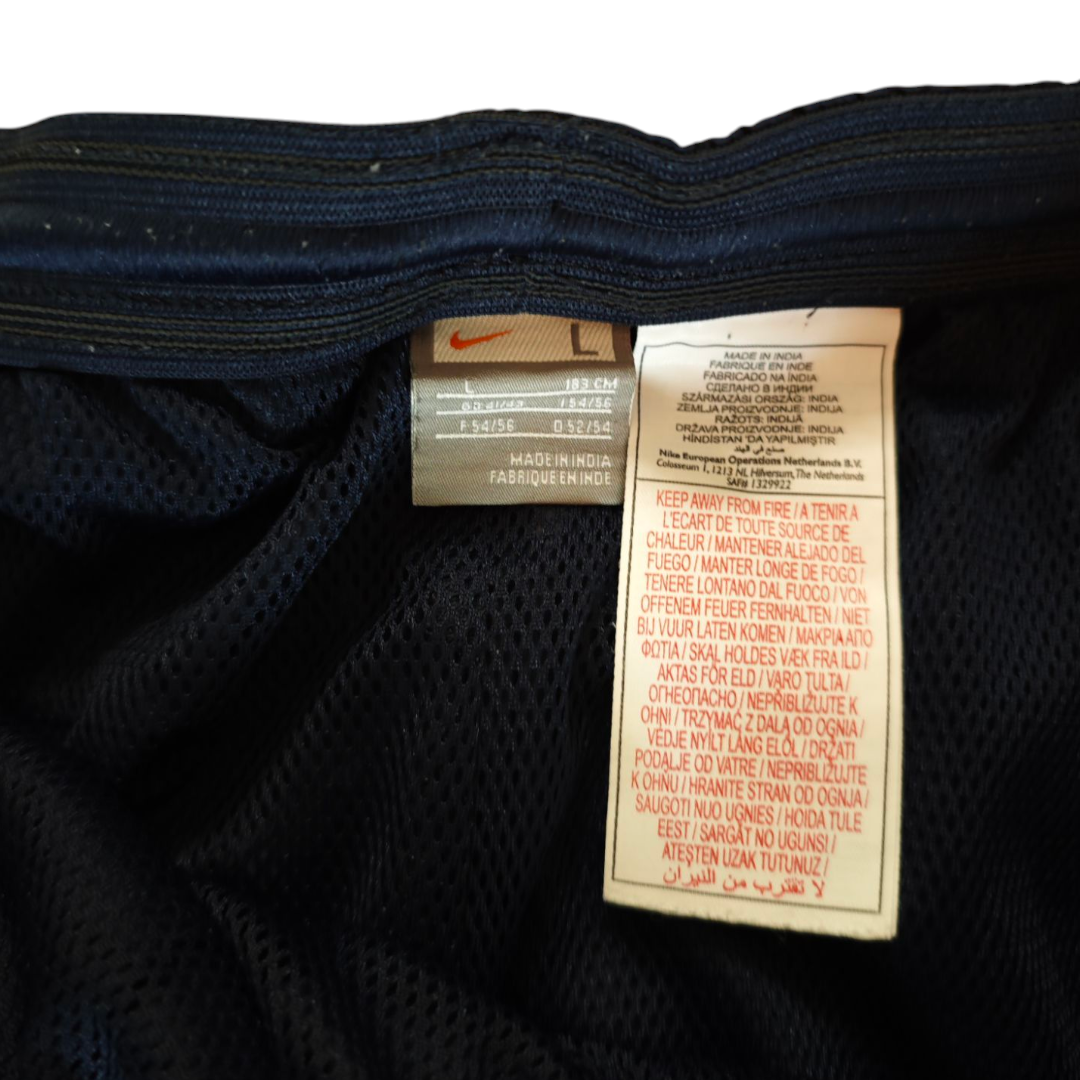 L
L 183 CM
I 54/56
F 54/56 D 52/54
MADE IN INDIA
FABRIQUE EN INDE
MADE IN INDIA
FABRIQUE EN INDE
FABRICADO NA ÍNDIA
СДЕЛАНО В ИНДИИ
SZÁRMAZÁSI ORSZÁG: INDIA
ZEMLJA PROIZVODNJE: INDIJA
RAŽOTS: INDIJĀ
DRŽAVA PROIZVODNJE: INDIJA
HİNDİSTAN 'DA YAPILMIŞTIR
صنع في الهند
Nike European Operations Netherlands B.V.
Colosseum 1, 1213 NL Hilversum, The Netherlands
SAF# 1329922
KEEP AWAY FROM FIRE / A TENIR A
L'ECART DE TOUTE SOURCE DE
CHALEUR / MANTENER ALEJADO DEL
FUEGO / MANTER LONGE DE FOGO /
TENERE LONTANO DAL FUOCO / VON
OFFENEM FEUER FERNHALTEN / NIET
BIJ VUUR LATEN KOMEN / ΜΑΚΡΙΑ ΑΠΟ
ΦΩΤΙΑ / SKAL HOLDES VÆK FRA ILD /
AKTAS FÖR ELD / VARO TULTA /
ОГНЕОПАСНО / NEPŘIBLIŽUJTE K
OHNI / TRZYMAĆ Z DALA OD OGNIA /
VÉDJE NYÍLT LÁNG ELŐL / DRŽATI
PODALJE OD VATRE / NEPRIBLIŽUJTE
K OHŇU / HRANITE STRAN OD OGNJA /
SAUGOTI NUO UGNIES / HOIDA TULE
EEST / SARGĀT NO UGUNS! /
ATEŞTEN UZAK TUTUNUZ /
لا تقترب من النيران